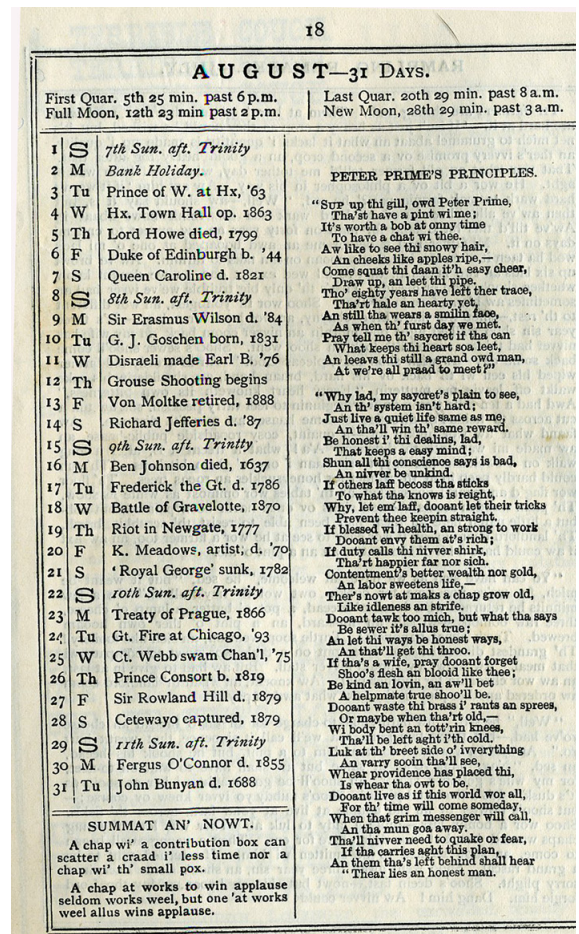 18
AUGUST—31 DAYS.
First Quar. 5th 25 min. past 6 p.m.
Full Moon, 12th 23 min past 2 p.m.
Last Quar. 20th 29 min. past 8 a.m.
New Moon, 28th 29 min. past 3 a.m.
1 S 7th Sun. aft. Trinity
2 M Bank Holiday.
3 Tu Prince of W. at Hx, '63
4 W Hx. Town Hall op. 1863
5 Th Lord Howe died, 1799
6 F Duke of Edinburgh b. '44
7 S Queen Caroline d. 1821
8 S 8th Sun. aft. Trinity
9 M Sir Erasmus Wilson d. '84
10 Tu G. J. Goschen born, 1831
11 W Disraeli made Earl B. '76
12 Th Grouse Shooting begins
13 F Von Moltke retired, 1888
14 S Richard Jefferies d. '87
15 S 9th Sun. aft. Trinity
16 M Ben Johnson died, 1637
17 Tu Frederick the Gt. d. 1786
18 W Battle of Gravelotte, 1870
19 Th Riot in Newgate, 1777
20 F K. Meadows, artist, d. '70
21 S 'Royal George' sunk, 1782
22 S 10th Sun. aft. Trinity
23 M Treaty of Prague, 1866
24 Tu Gt. Fire at Chicago, '93
25 W Ct. Webb swam Chan'l, '75
26 Th Prince Consort b. 1819
27 F Sir Rowland Hill d. 1879
28 S Cetewayo captured, 1879
29 S 11th Sun. aft. Trinity
30 M Fergus O'Connor d. 1855
31 Tu John Bunyan d. 1688
SUMMAT AN' NOWT.
A chap wi' a contribution box can
scatter a craad i' less time nor a
chap wi' th' small pox.
A chap at works to win applause
seldom works weel, but one 'at works
weel allus wins applause.
PETER PRIME'S PRINCIPLES.
"SUP up thi gill, owd Peter Prime,
Tha'st have a pint wi me;
It's worth a bob at onny time
To have a chat wi thee.
Aw like to see thi snowy hair,
An cheeks like apples ripe,—
Come squat thi daan it'h easy cheer,
Draw up, an leet thi pipe.
Tho' eighty years have left ther trace,
Tha'rt hale an hearty yet,
An still tha wears a smilin face,
As when th' furst day we met.
Pray tell me th' saycret if tha can
What keeps thi heart soa leet,
An leeavs thi still a grand owd man,
At we're all praad to meet?"
"Why lad, my saycret's plain to see,
An th' system isn't hard;
Just live a quiet life same as me,
An tha'll win th' same reward.
Be honest i' thi dealins, lad,
That keeps a easy mind;
Shun all thi conscience says is bad,
An nivver be unkind.
If others laff becoss tha sticks
To what tha knows is reight,
Why, let em' laff, dooant let their tricks
Prevent thee keepin straight.
If blessed wi health, an strong to work
Dooant envy them at's rich;
If duty calls thi nivver shirk,
Tha'rt happier far nor sich.
Contentment's better wealth nor gold,
An labor sweetens life,—
Ther's nowt at maks a chap grow old,
Like idleness an strife.
Dooant tawk too mich, but what tha says
Be sewer it's allus true;
An let thi ways be honest ways,
An that'll get thi throo.
If tha's a wife, pray dooant forget
Shoo's flesh an blooid like thee;
Be kind an lovin, an aw'll bet
A helpmate true shoo'll be.
Dooant waste thi brass i' rants an sprees,
Or maybe when tha'rt old,—
Wi body bent an tott'rin knees,
Tha'll be left aght i'th cold.
Luk at th' breet side o' ivverything
An varry sooin tha'll see,
Whear providence has placed thi,
Is whear tha owt to be.
Dooant live as if this world wor all,
For th' time will come someday,
When that grim messenger will call,
An tha mun goa away.
Tha'll nivver need to quake or fear,
If tha carries aght this plan,
An them tha's left behind shall hear
"Thear lies an honest man.